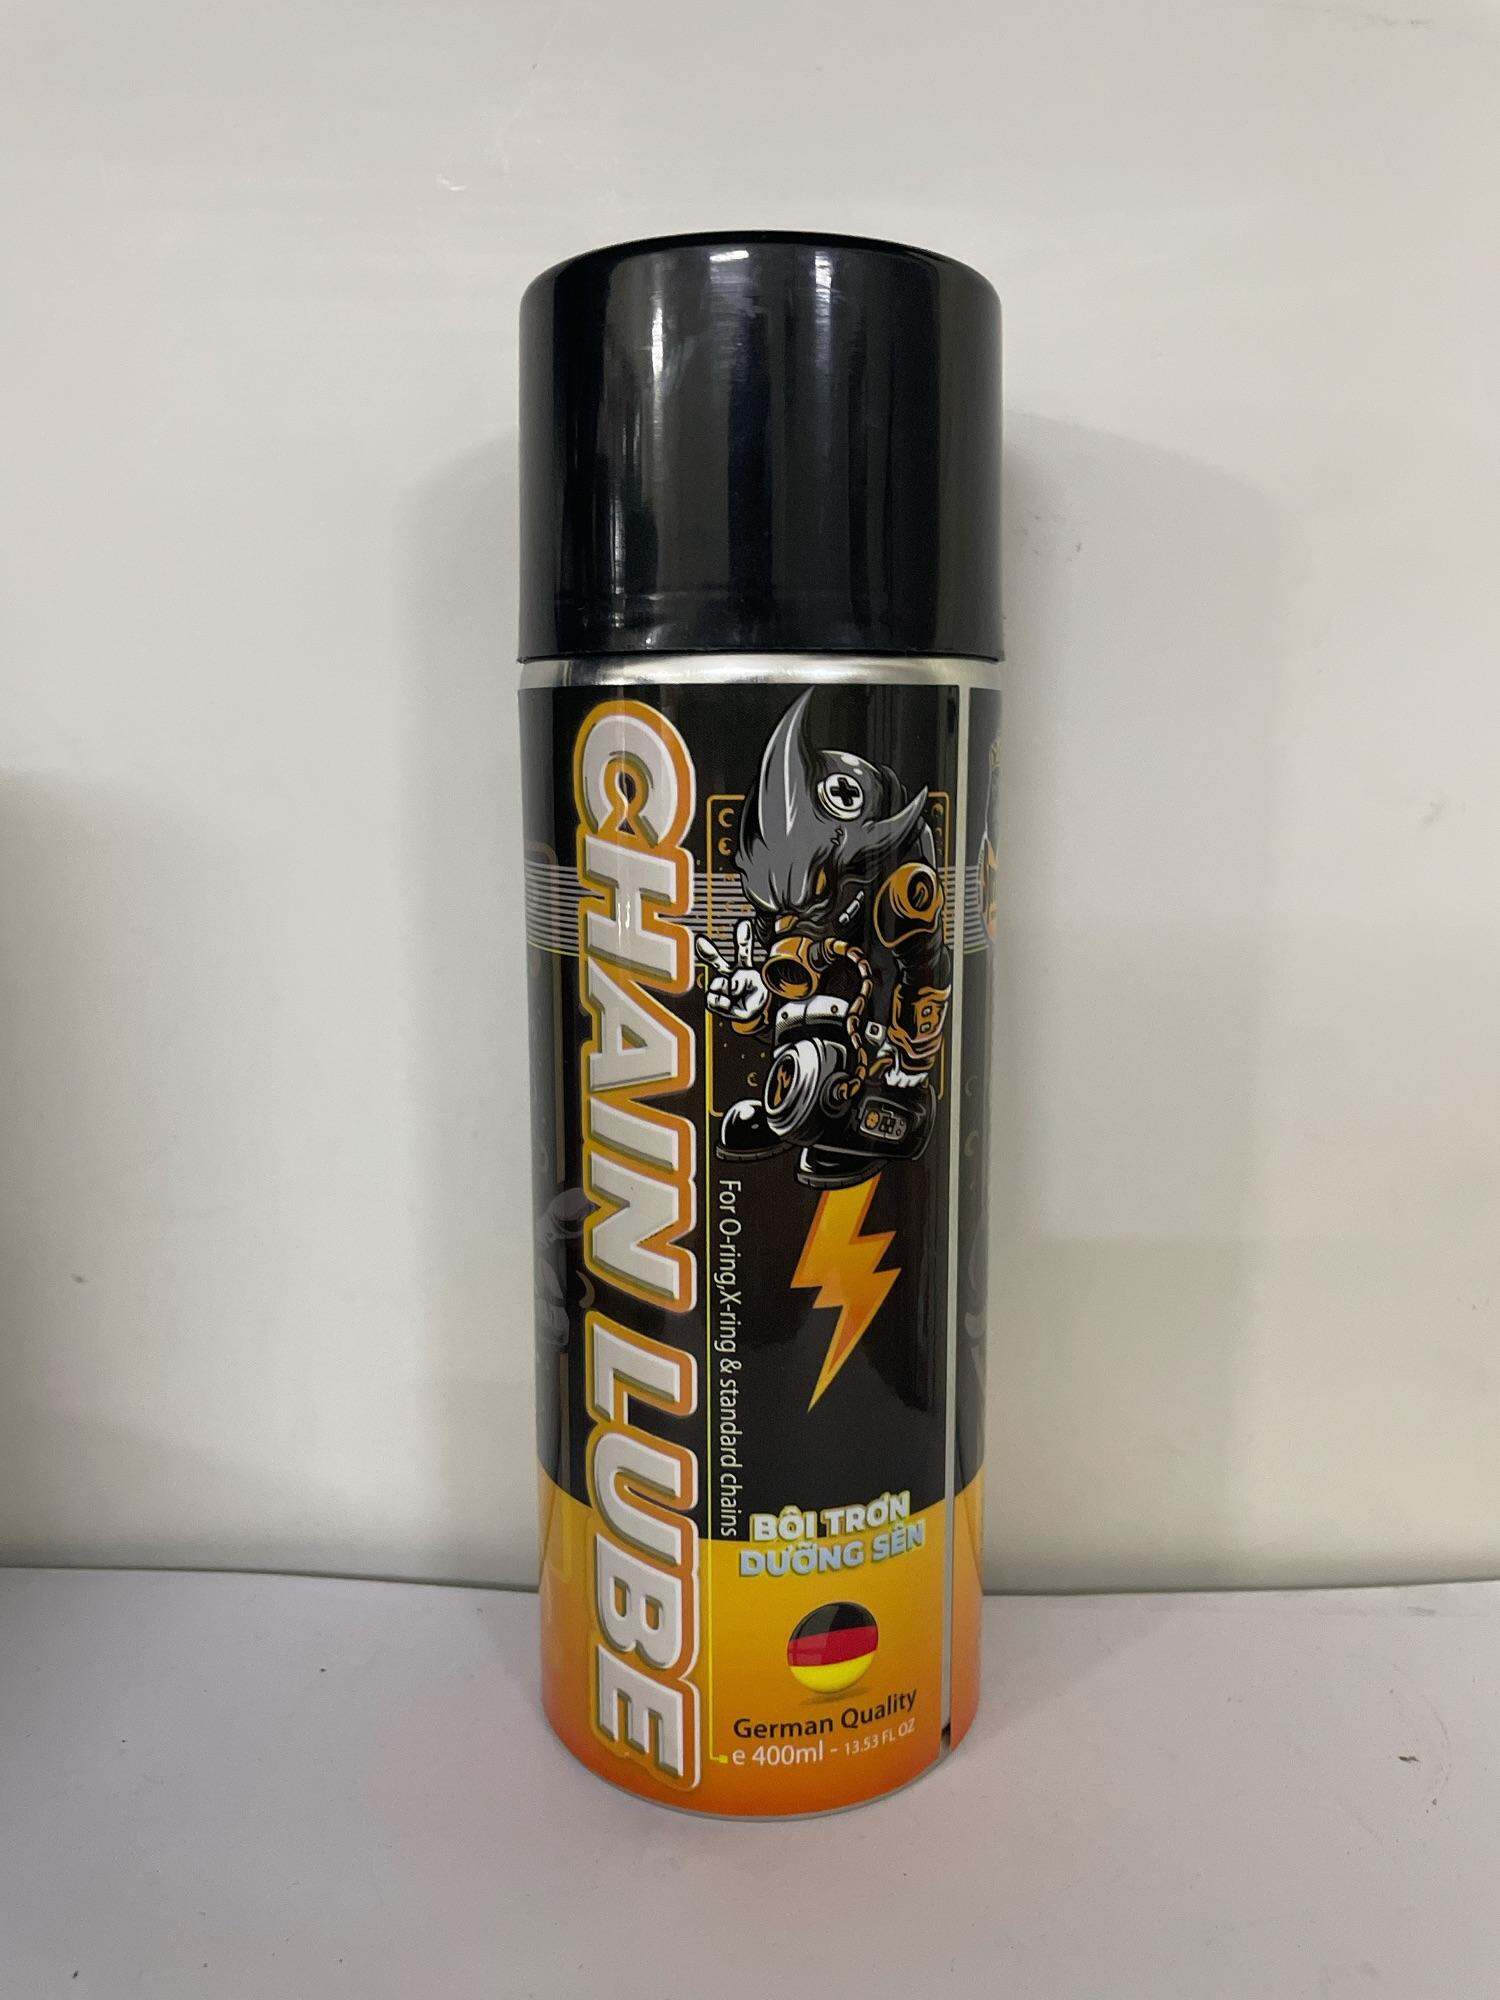 CHAIN LUBE
For O-ring,X-ring & standard chains
BÔI TRƠN
DƯỠNG SÊN
German Quality
e 400ml - 13.53 FL OZ